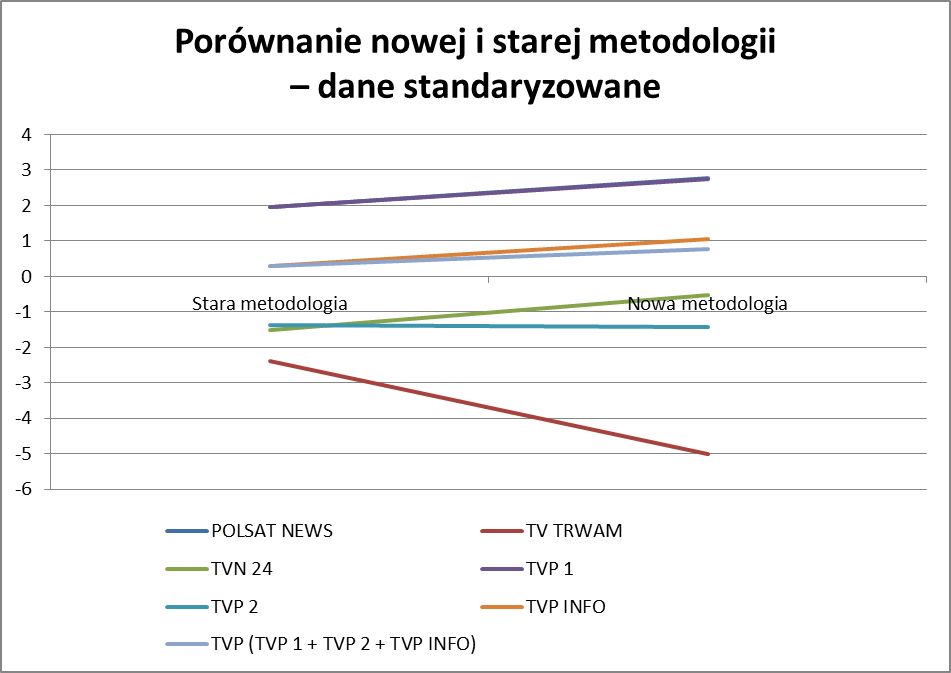 Porównanie nowej i starej metodologii
– dane standaryzowane
4
3
2
1
0
Stara metodologia Nowa metodologia
-1
-2
-3
-4
-5
-6
POLSAT NEWS TV TRWAM
TVN 24 TVP 1
TVP 2 TVP INFO
TVP (TVP 1 + TVP 2 + TVP INFO)